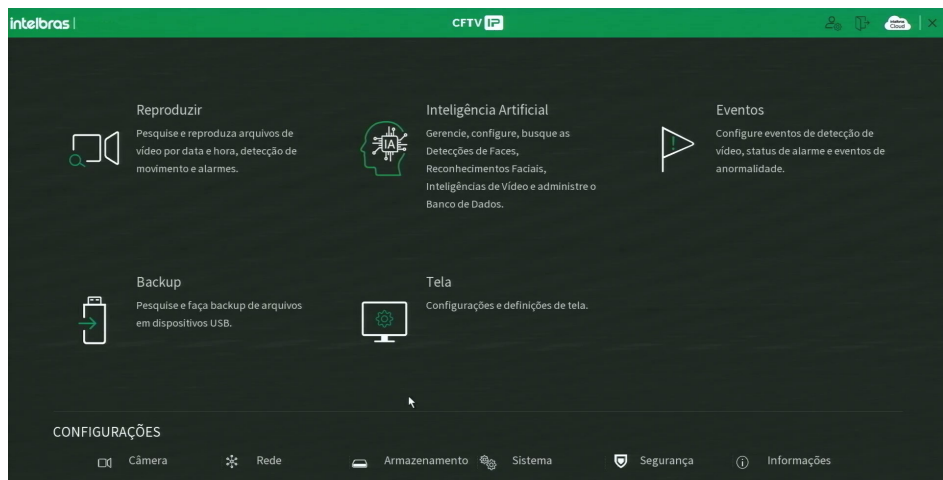 intelbras
CFTV IP
intelbras
Cloud
Reproduzir
Pesquise e reproduza arquivos de
vídeo por data e hora, detecção de
movimento e alarmes.
IA
Inteligência Artificial
Gerencie, configure, busque as
Detecções de Faces,
Reconhecimentos Faciais,
Inteligências de Vídeo e administre o
Banco de Dados.
Eventos
Configure eventos de detecção de
vídeo, status de alarme e eventos de
anormalidade.
Backup
Pesquise e faça backup de arquivos
em dispositivos USB.
Tela
Configurações e definições de tela.
CONFIGURAÇÕES
Câmera
Rede
Armazenamento
Sistema
Segurança
Informações